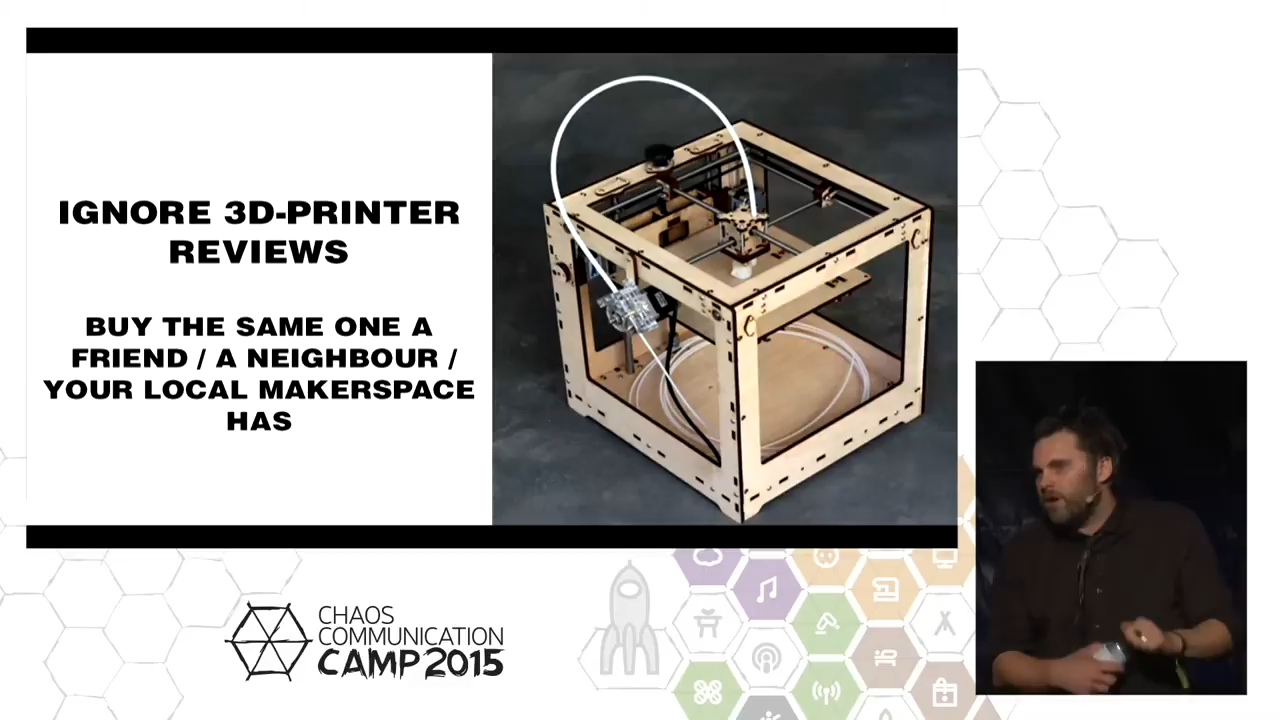 IGNORE 3D-PRINTER
REVIEWS
BUY THE SAME ONE A
FRIEND / A NEIGHBOUR /
YOUR LOCAL MAKERSPACE
HAS
CHAOS
COMMUNICATION
CAMP 2015